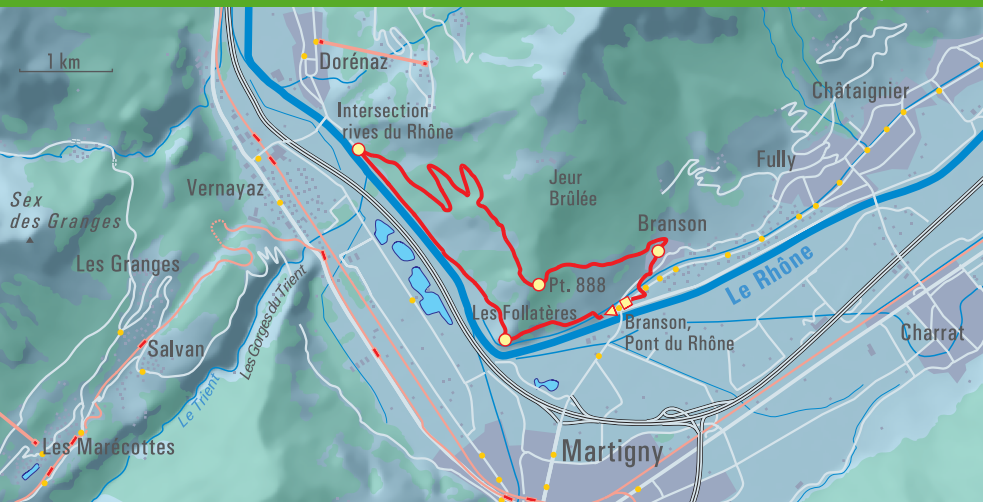 1 km
Dorénaz
Intersection
rives du Rhône
Châtaignier
Fully
Jeur
Brûlée
Vernayaz
Sex
des Granges
Branson
Les Granges
Pt. 888
Le Rhône
Les Follatères
Les Gorges du Trient
Branson,
Pont du Rhône
Charrat
Salvan
Le Trient
Les Marécottes
Martigny